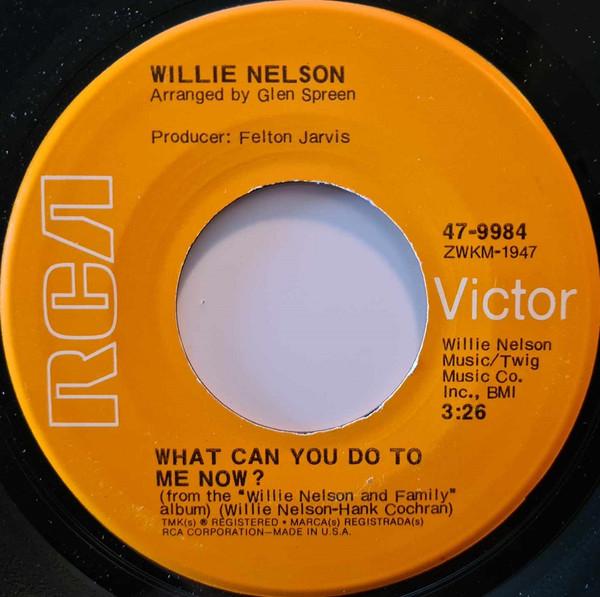 WILLIE NELSON
Arranged by Glen Spreen
Producer: Felton Jarvis
RCA
47-9984
ZWKM-1947
Victor
Willie Nelson
Music/Twig
Music Co.
Inc., BMI
3:26
WHAT CAN YOU DO TO
ME NOW?
(from the "Willie Nelson and Family"
album) (Willie Nelson-Hank Cochran)
TMK(s) ® REGISTERED • MARCA(s) REGISTRADA(s)
RCA CORPORATION—MADE IN U.S.A.